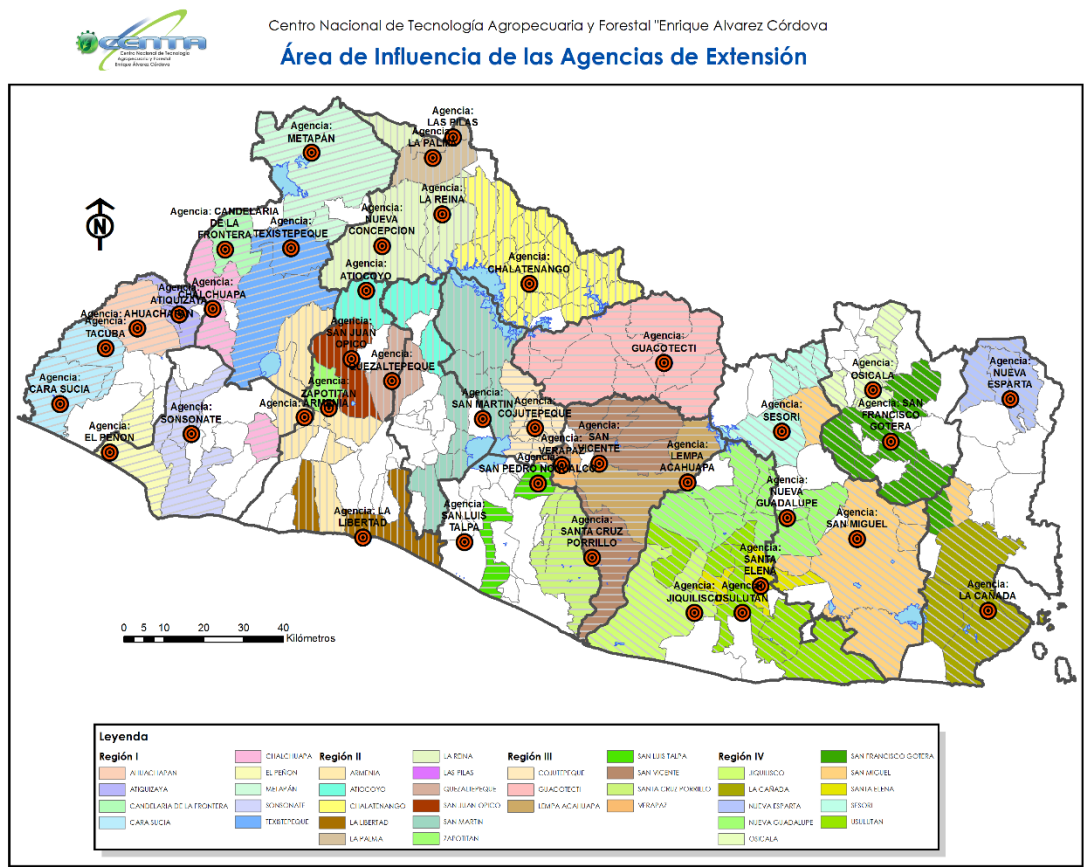 Centro Nacional de Tecnología Agropecuaria y Forestal "Enrique Alvarez Córdova
CENTA
Centro Nacional de Tecnología
Agropecuaria y Forestal
Enrique Álvarez Córdova
Área de Influencia de las Agencias de Extensión
Agencia:
LAS PILAS
Agencia:
METAPÁN
Agencia:
LA PALMA
Agencia:
LA REINA
Agencia: CANDELARIA
DE LA
FRONTERA
Agencia:
TEXISTEPEQUE
Agencia:
NUEVA
CONCEPCION
N
Agencia:
ATIOCOYO
Agencia:
CHALATENANGO
Agencia:
ATIQUIZAYA
Agencia:
CHALCHUAPA
Agencia: AHUACHAPAN
Agencia:
TACUBA
Agencia:
SAN JUAN
OPICO
Agencia:
QUEZALTEPEQUE
Agencia:
GUACOTECTI
Agencia:
OSICALA
Agencia:
NUEVA
ESPARTA
Agencia:
CARA SUCIA
Agencia:
ZAPOTITAN
Agencia:
ARMENIA
Agencia:
SAN MARTIN
Agencia:
COJUTEPEQUE
Agencia:
SESORI
Agencia: SAN
FRANCISCO
GOTERA
Agencia:
SONSONATE
Agencia:
EL PEÑON
Agencia:
SAN
VICENTE
Agencia:
VERAPAZ
Agencia:
SAN PEDRO NONUALCO
Agencia:
LEMPA
ACAHUAPA
Agencia:
NUEVA
GUADALUPE
Agencia: LA
LIBERTAD
Agencia:
SAN LUIS
TALPA
Agencia:
SANTA CRUZ
PORRILLO
Agencia:
SAN MIGUEL
Agencia:
SANTA
ELENA
Agencia:
JIQUILISCO
Agencia:
USULUTAN
Agencia:
LA CAÑADA
0 5 10 20 30 40
Kilómetros
Leyenda
Región I
AHUACHAPAN
ATIQUIZAYA
CANDELARIA DE LA FRONTERA
CARA SUCIA
CHALCHUAPA
EL PEÑON
METAPÁN
SONSONATE
TEXISTEPEQUE
Región II
ARMENIA
ATIOCOYO
CHALATENANGO
LA LIBERTAD
LA PALMA
LA REINA
LAS PILAS
QUEZALTEPEQUE
SAN JUAN OPICO
SAN MARTIN
ZAPOTITAN
Región III
COJUTEPEQUE
GUACOTECTI
LEMPA ACAHUAPA
SAN LUIS TALPA
SAN VICENTE
SANTA CRUZ PORRILLO
VERAPAZ
Región IV
JIQUILISCO
LA CAÑADA
NUEVA ESPARTA
NUEVA GUADALUPE
OSICALA
SAN FRANCISCO GOTERA
SAN MIGUEL
SANTA ELENA
SESORI
USULUTAN